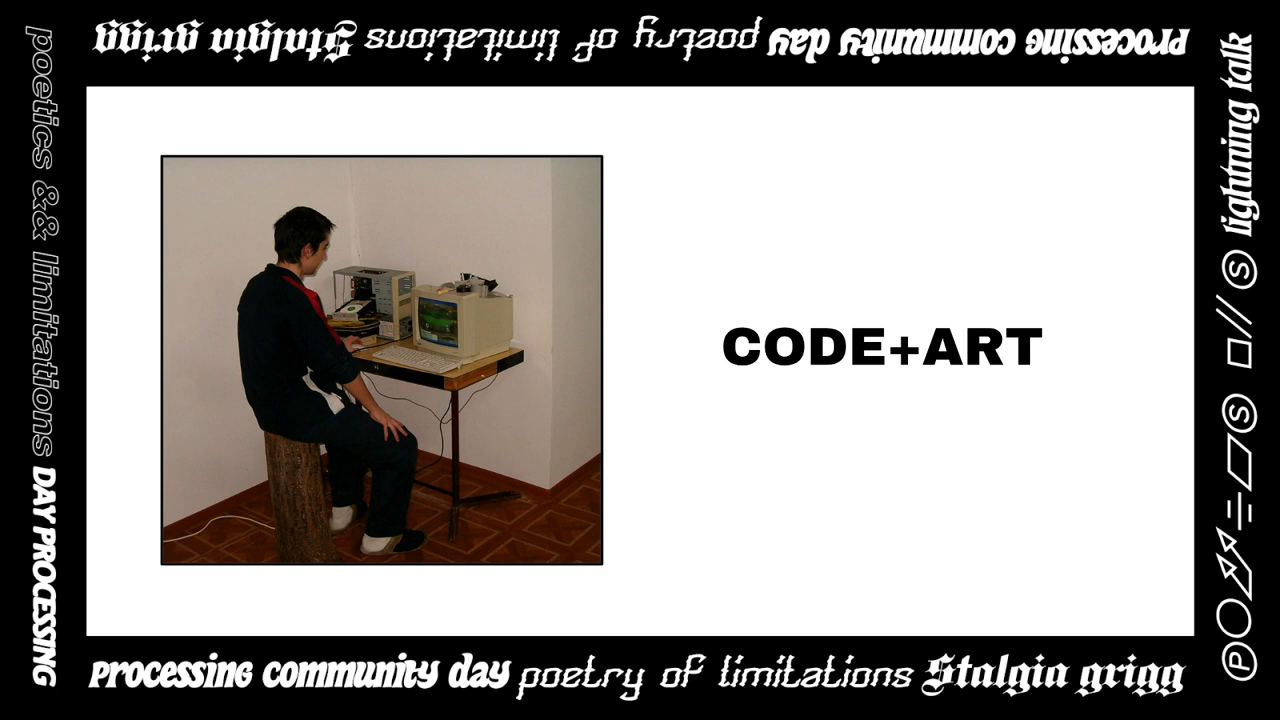 processing community day poetry of limitations Stalgia grigg
poetics && limitations DAY PROCESSING
CODE+ART
lightning talk
processing community day poetry of limitations Stalgia grigg